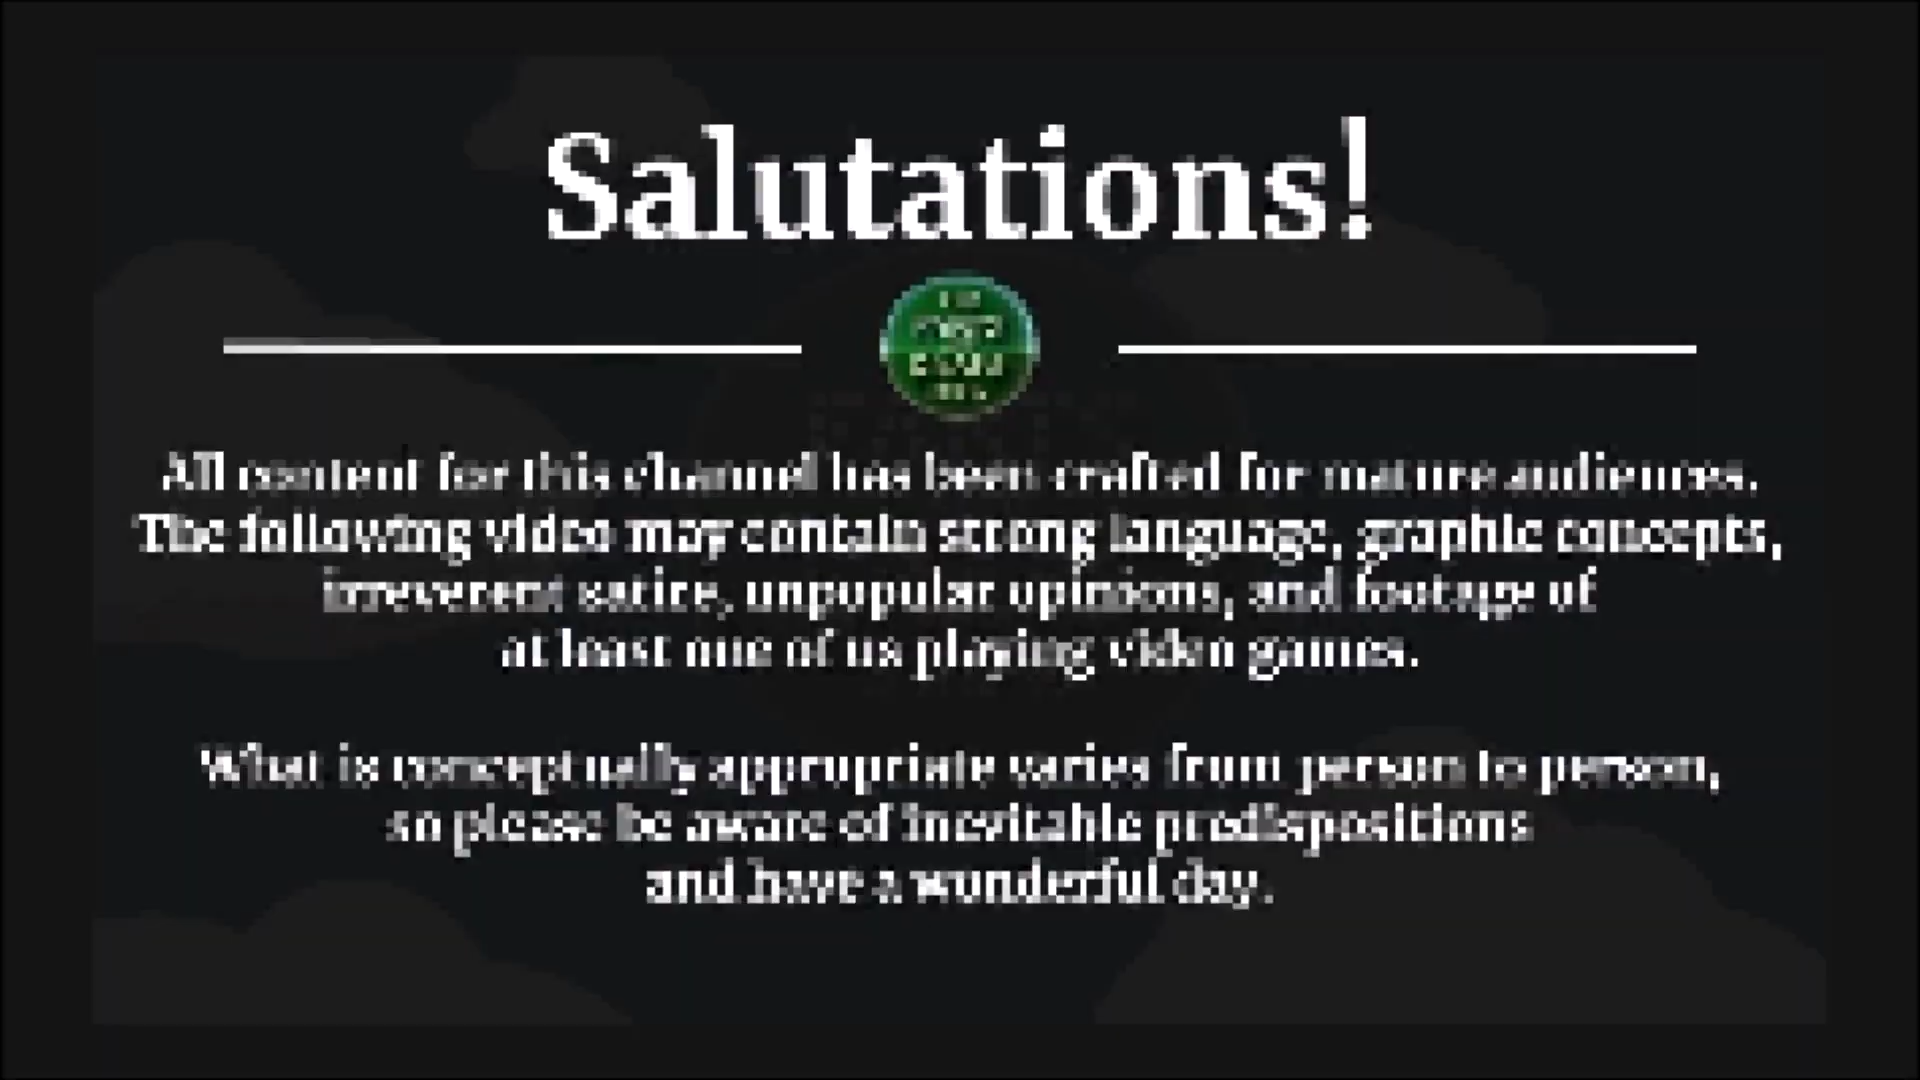 Salutations!
All content for this channel has been crafted for mature audiences.
The following video may contain strong language, graphic concepts,
irreverent satire, unpopular opinions, and footage of
at least one of us playing video games.
What is conceptually appropriate varies from person to person,
so please be aware of inevitable predispositions
and have a wonderful day.